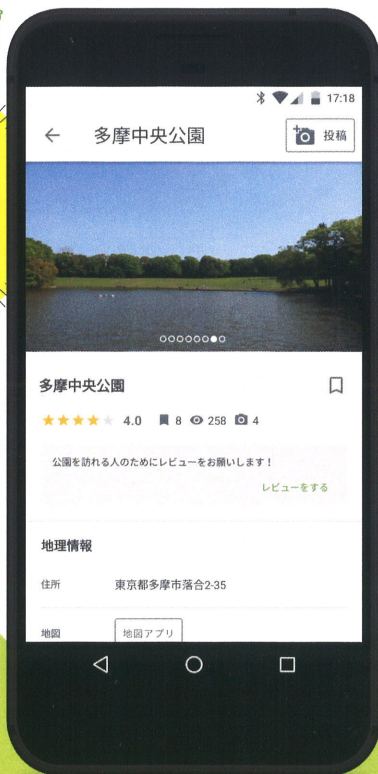 17:18
多摩中央公園
投稿
多摩中央公園
4.0 8 258 4
公園を訪れる人のためにレビューをお願いします！
レビューをする
地理情報
住所 東京都多摩市落合2-35
地図 地図アプリ